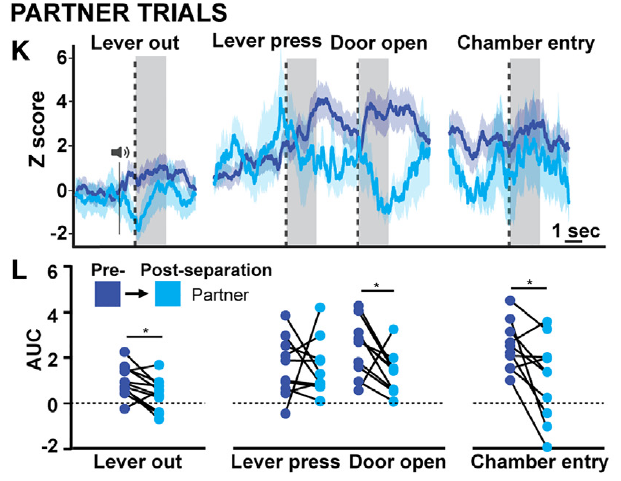 PARTNER TRIALS
K
Lever out
Lever press
Door open
Chamber entry
Z score
6
4
2
0
-2
1 sec
L
Pre-
Post-separation
Partner
AUC
6
4
2
0
-2
*
*
*
Lever out
Lever press
Door open
Chamber entry